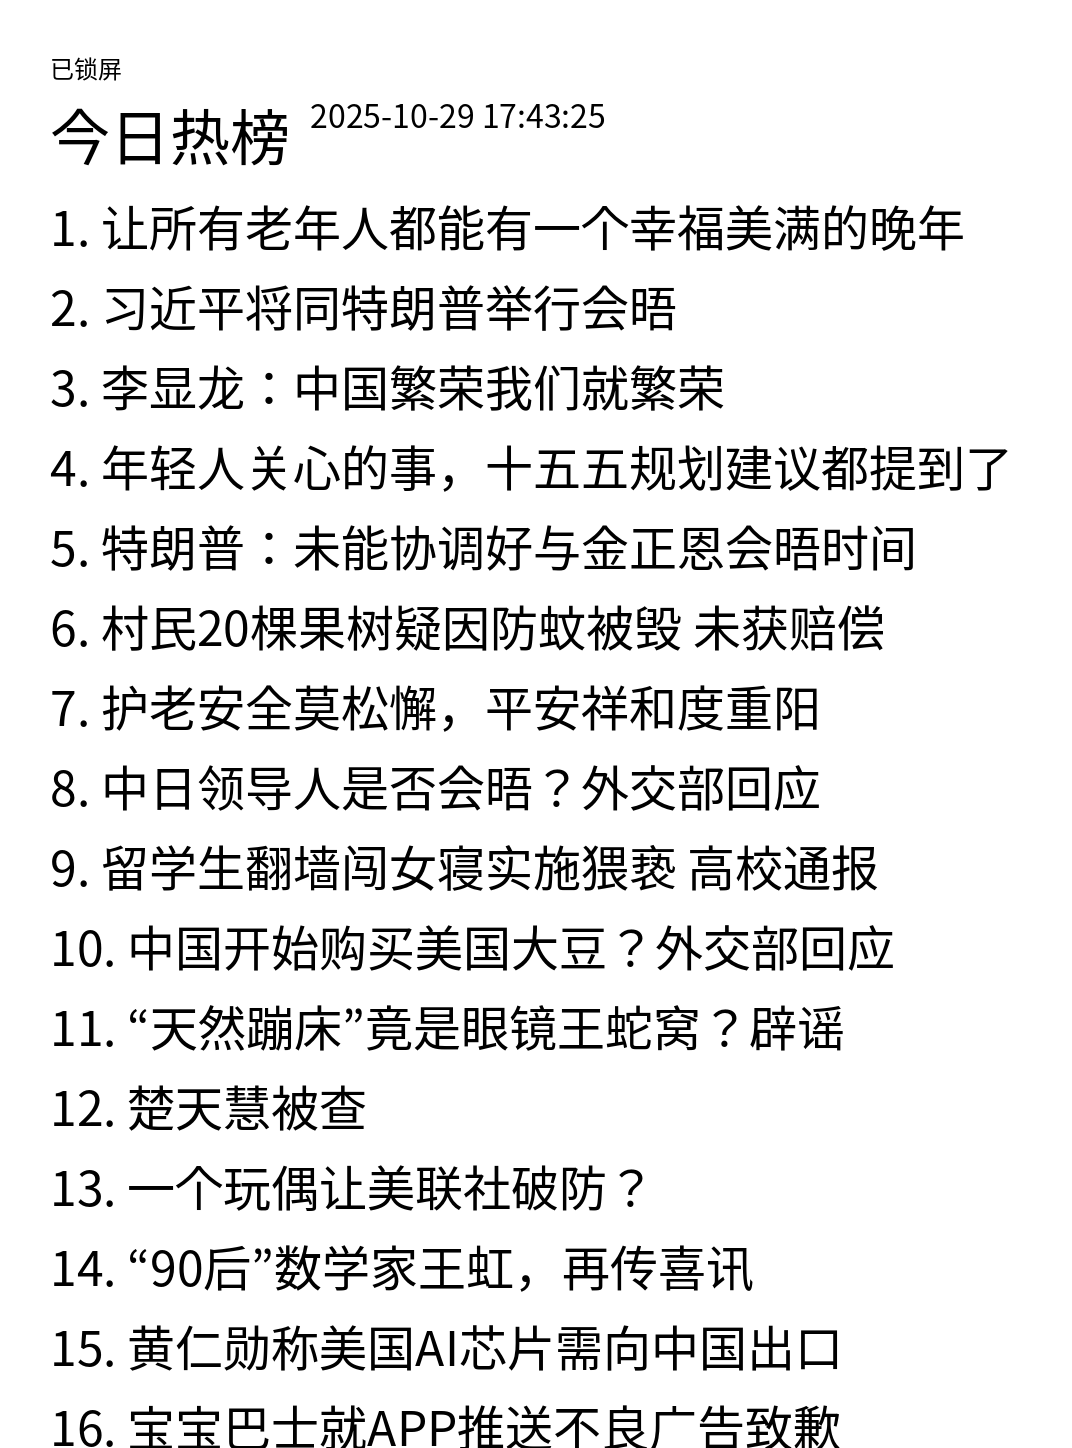 已锁屏
今日热榜 2025-10-29 17:43:25
1. 让所有老年人都能有一个幸福美满的晚年
2. 习近平将同特朗普举行会晤
3. 李显龙：中国繁荣我们就繁荣
4. 年轻人关心的事，十五五规划建议都提到了
5. 特朗普：未能协调好与金正恩会晤时间
6. 村民20棵果树疑因防蚊被毁 未获赔偿
7. 护老安全莫松懈，平安祥和度重阳
8. 中日领导人是否会晤？外交部回应
9. 留学生翻墙闯女寝实施猥亵 高校通报
10. 中国开始购买美国大豆？外交部回应
11. “天然蹦床”竟是眼镜王蛇窝？辟谣
12. 楚天慧被查
13. 一个玩偶让美联社破防？
14. “90后”数学家王虹，再传喜讯
15. 黄仁勋称美国AI芯片需向中国出口
16. 宝宝巴士就APP推送不良广告致歉